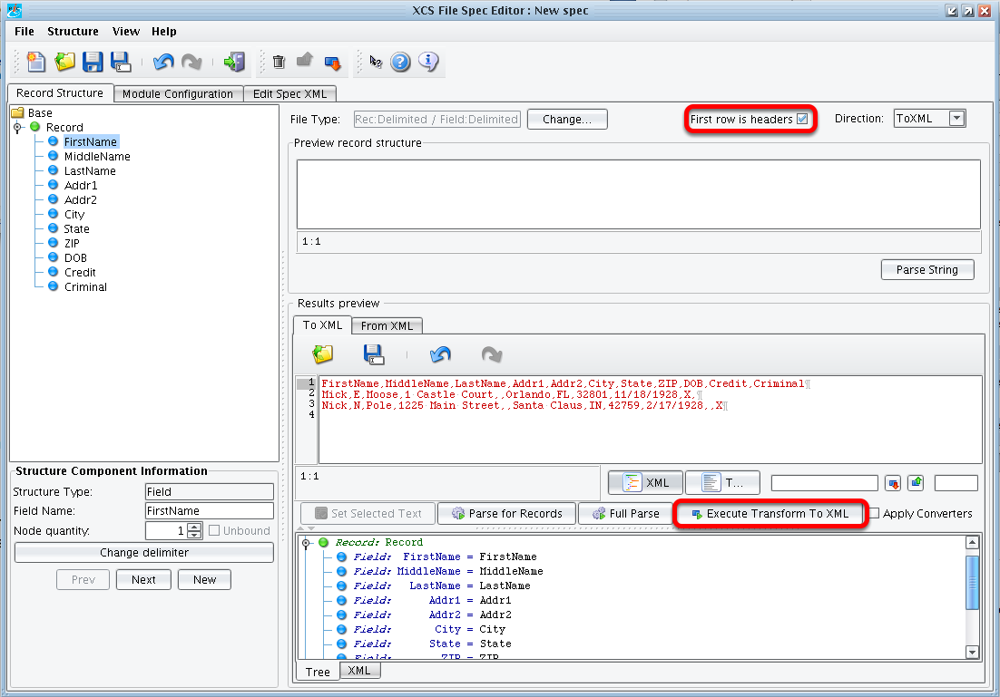 XCS File Spec Editor : New spec
File Structure View Help
Record Structure Module Configuration Edit Spec XML
Base
Record
FirstName
MiddleName
LastName
Addr1
Addr2
City
State
ZIP
DOB
Credit
Criminal
File Type: Rec:Delimited / Field:Delimited Change... First row is headers Direction: ToXML
Preview record structure
1:1
Parse String
Results preview
To XML From XML
1 FirstName,MiddleName,LastName,Addr1,Addr2,City,State,ZIP,DOB,Credit,Criminal¶
2 Mick,E,Moose,1·Castle·Court,,Orlando,FL,32801,11/18/1928,X,¶
3 Nick,N,Pole,1225·Main·Street,,Santa·Claus,IN,42759,2/17/1928,,X¶
4
1:1 XML T...
Set Selected Text Parse for Records Full Parse Execute Transform To XML Apply Converters
Record: Record
Field: FirstName = FirstName
Field: MiddleName = MiddleName
Field: LastName = LastName
Field: Addr1 = Addr1
Field: Addr2 = Addr2
Field: City = City
Field: State = State
Field: ZIP = ZIP
Tree XML
Structure Component Information
Structure Type: Field
Field Name: FirstName
Node quantity: 1 Unbound
Change delimiter
Prev Next New